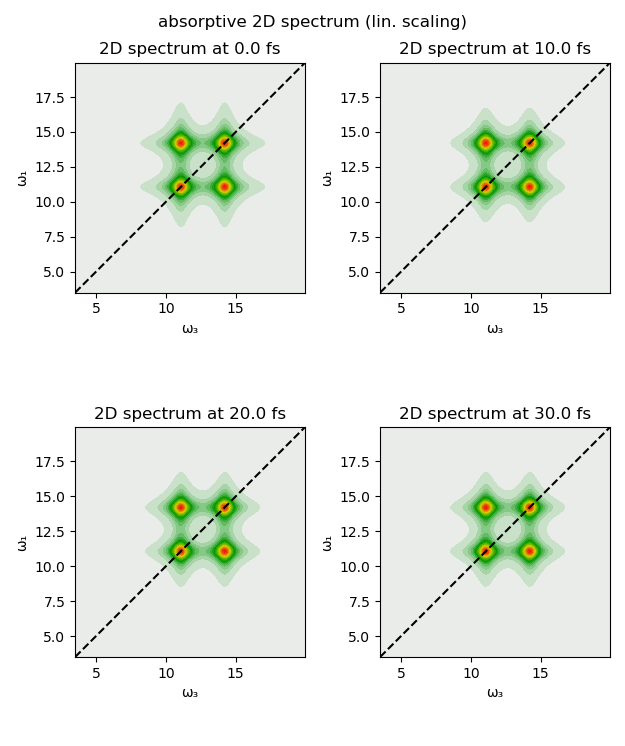 absorptive 2D spectrum (lin. scaling)
2D spectrum at 0.0 fs
2D spectrum at 10.0 fs
17.5
15.0
12.5
10.0
7.5
5.0
ω₁
5
10
15
ω₃
17.5
15.0
12.5
10.0
7.5
5.0
ω₁
5
10
15
ω₃
2D spectrum at 20.0 fs
2D spectrum at 30.0 fs
17.5
15.0
12.5
10.0
7.5
5.0
ω₁
5
10
15
ω₃
17.5
15.0
12.5
10.0
7.5
5.0
ω₁
5
10
15
ω₃